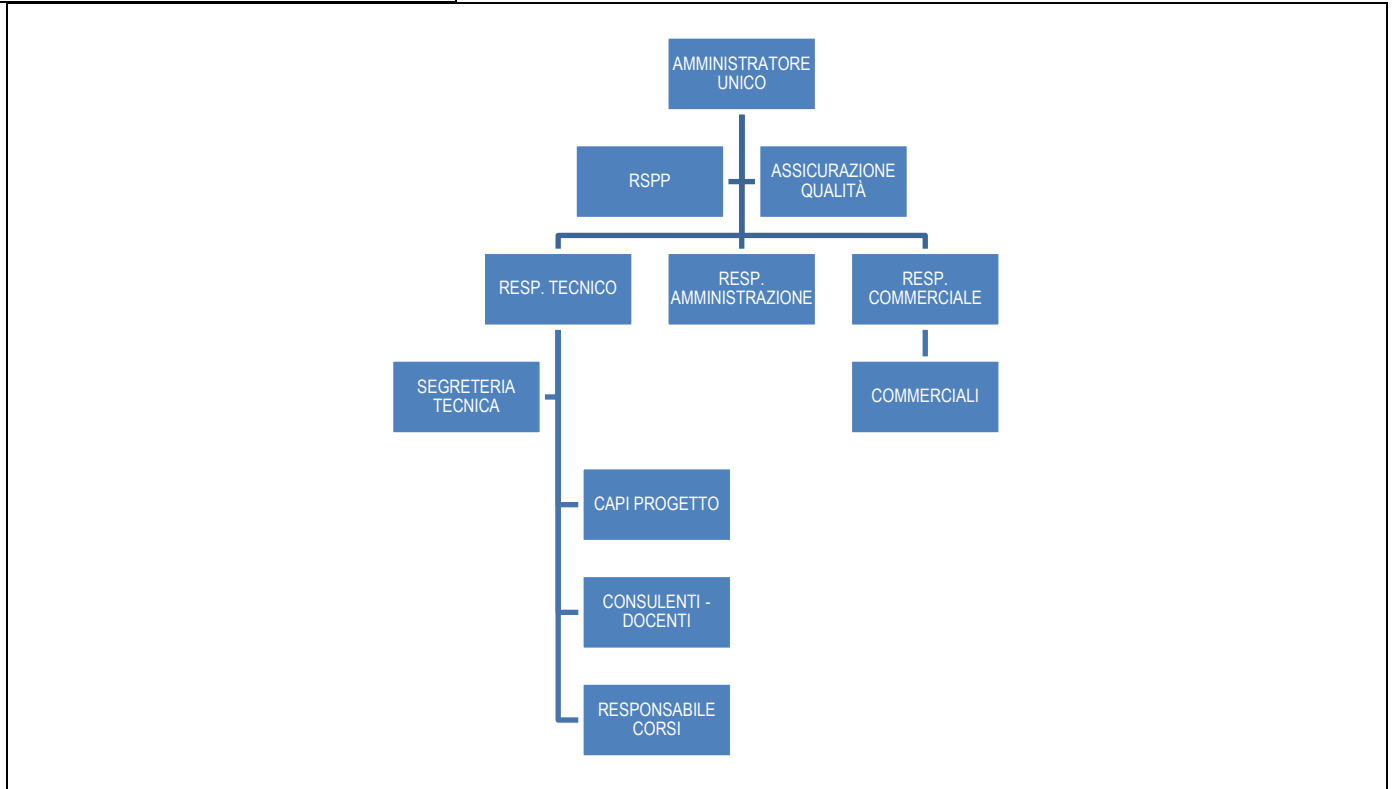 AMMINISTRATORE
UNICO
RSPP
ASSICURAZIONE
QUALITÀ
RESP. TECNICO
RESP.
AMMINISTRAZIONE
RESP.
COMMERCIALE
SEGRETERIA
TECNICA
COMMERCIALI
CAPI PROGETTO
CONSULENTI -
DOCENTI
RESPONSABILE
CORSI